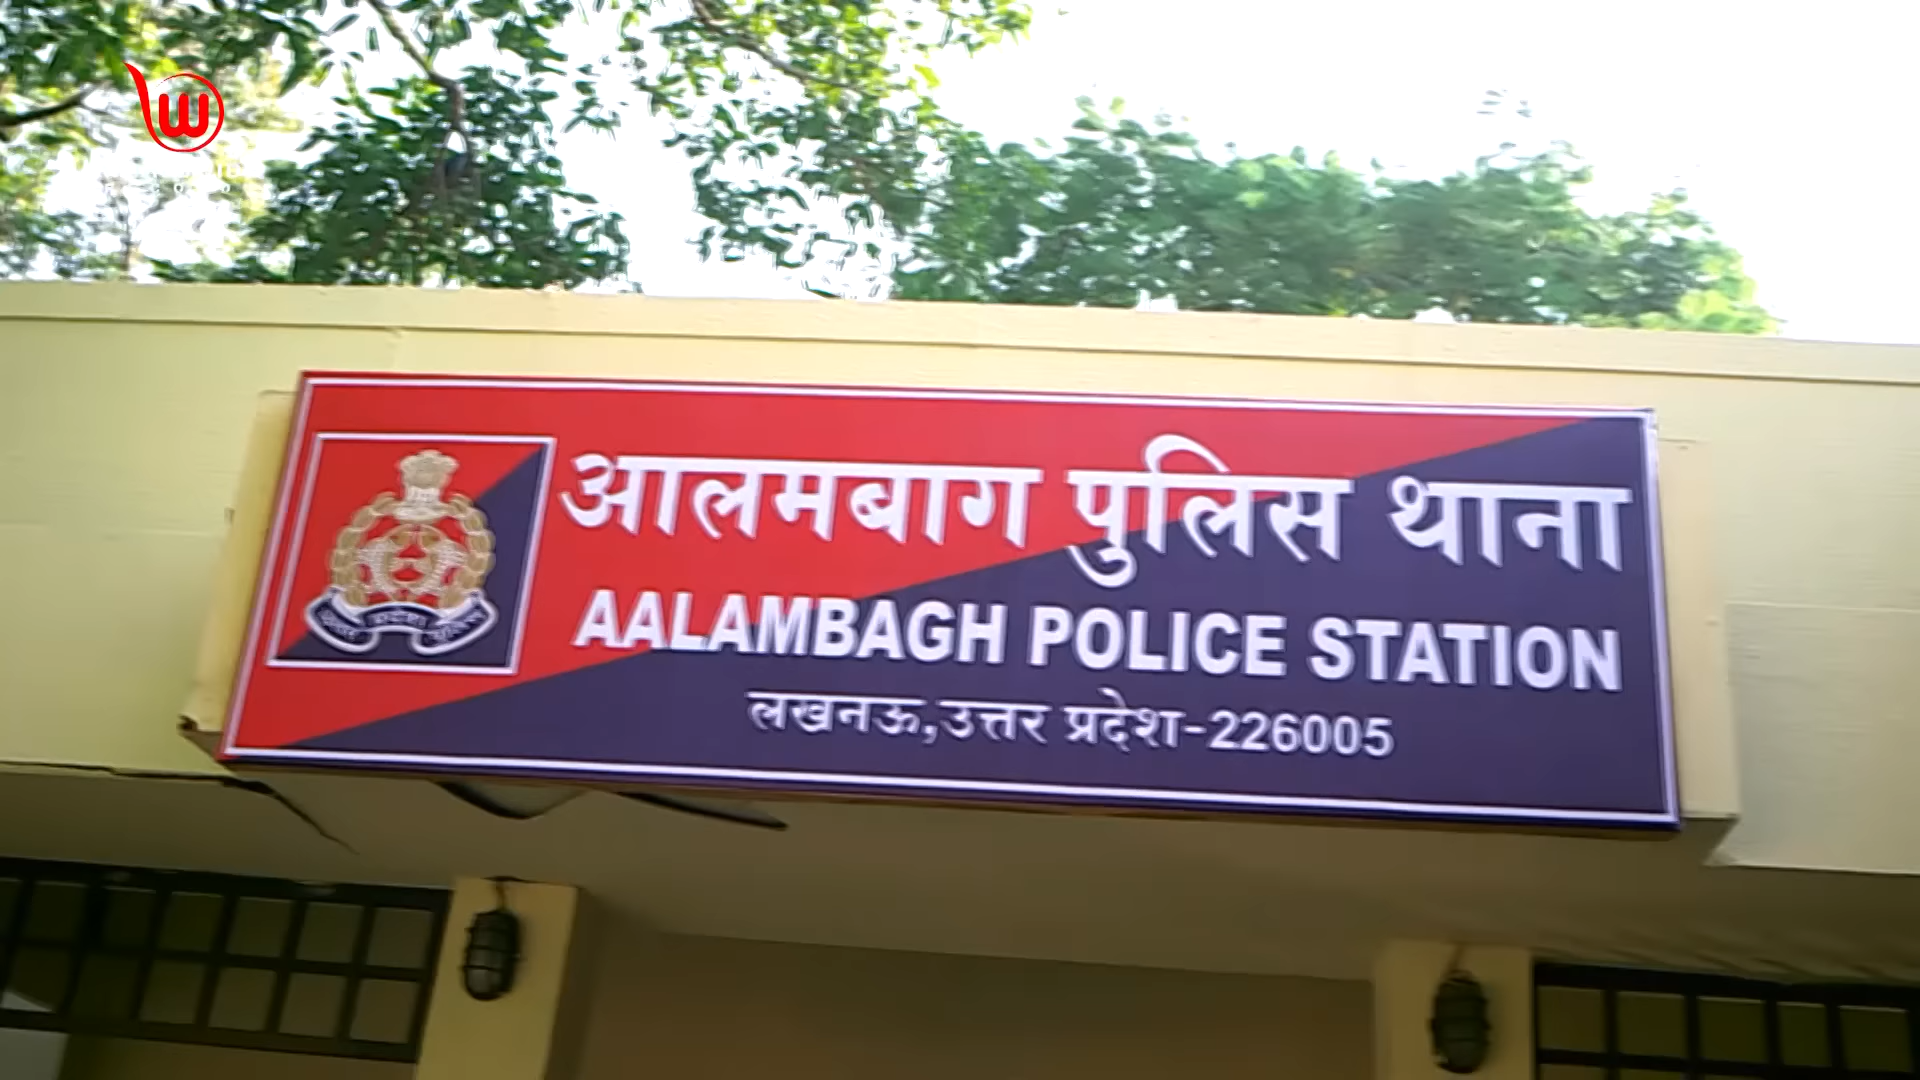 आलमबाग पुलिस थाना
AALAMBAGH POLICE STATION
लखनऊ,उत्तर प्रदेश-226005